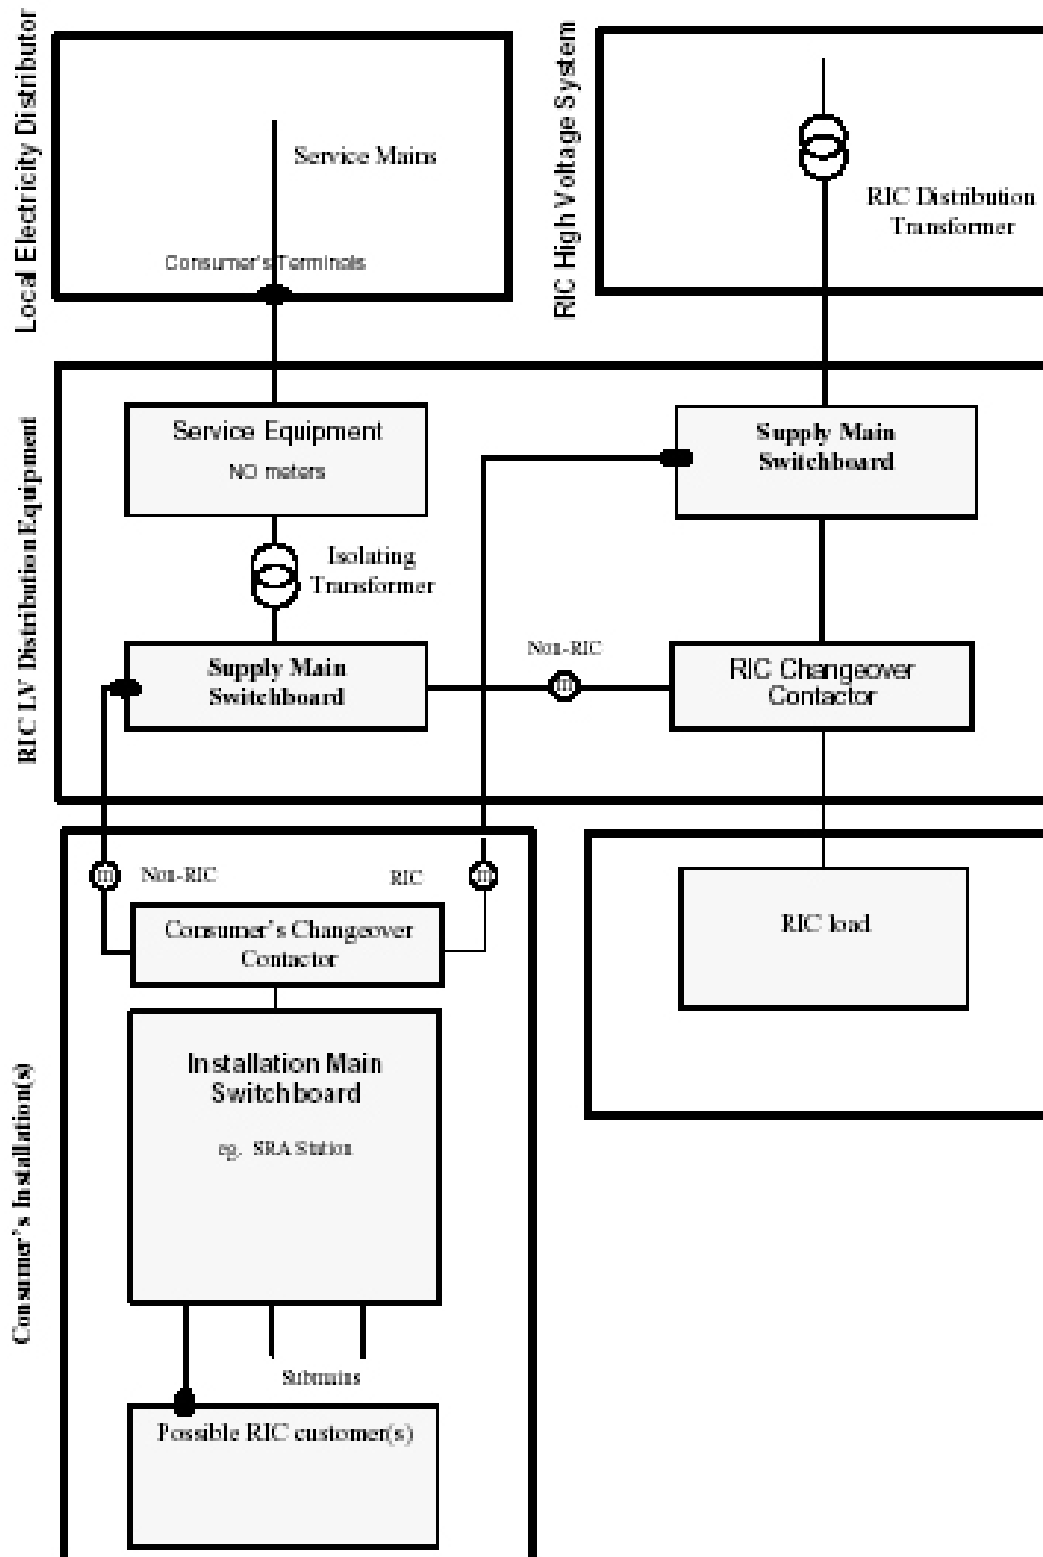 Local Electricity Distributor
Service Mains
Consumer's Terminals
RIC High Voltage System
RIC Distribution
Transformer
RIC LV Distribution Equipment
Service Equipment
NO meters
Supply Main
Switchboard
Isolating
Transformer
Supply Main
Switchboard
Non-RIC
m
RIC Changeover
Contactor
Consumer's Installation(s)
m
Non-RIC
RIC
m
Consumer's Changeover
Contactor
RIC load
Installation Main
Switchboard
eg. SRA Station
Submains
Possible RIC customer(s)